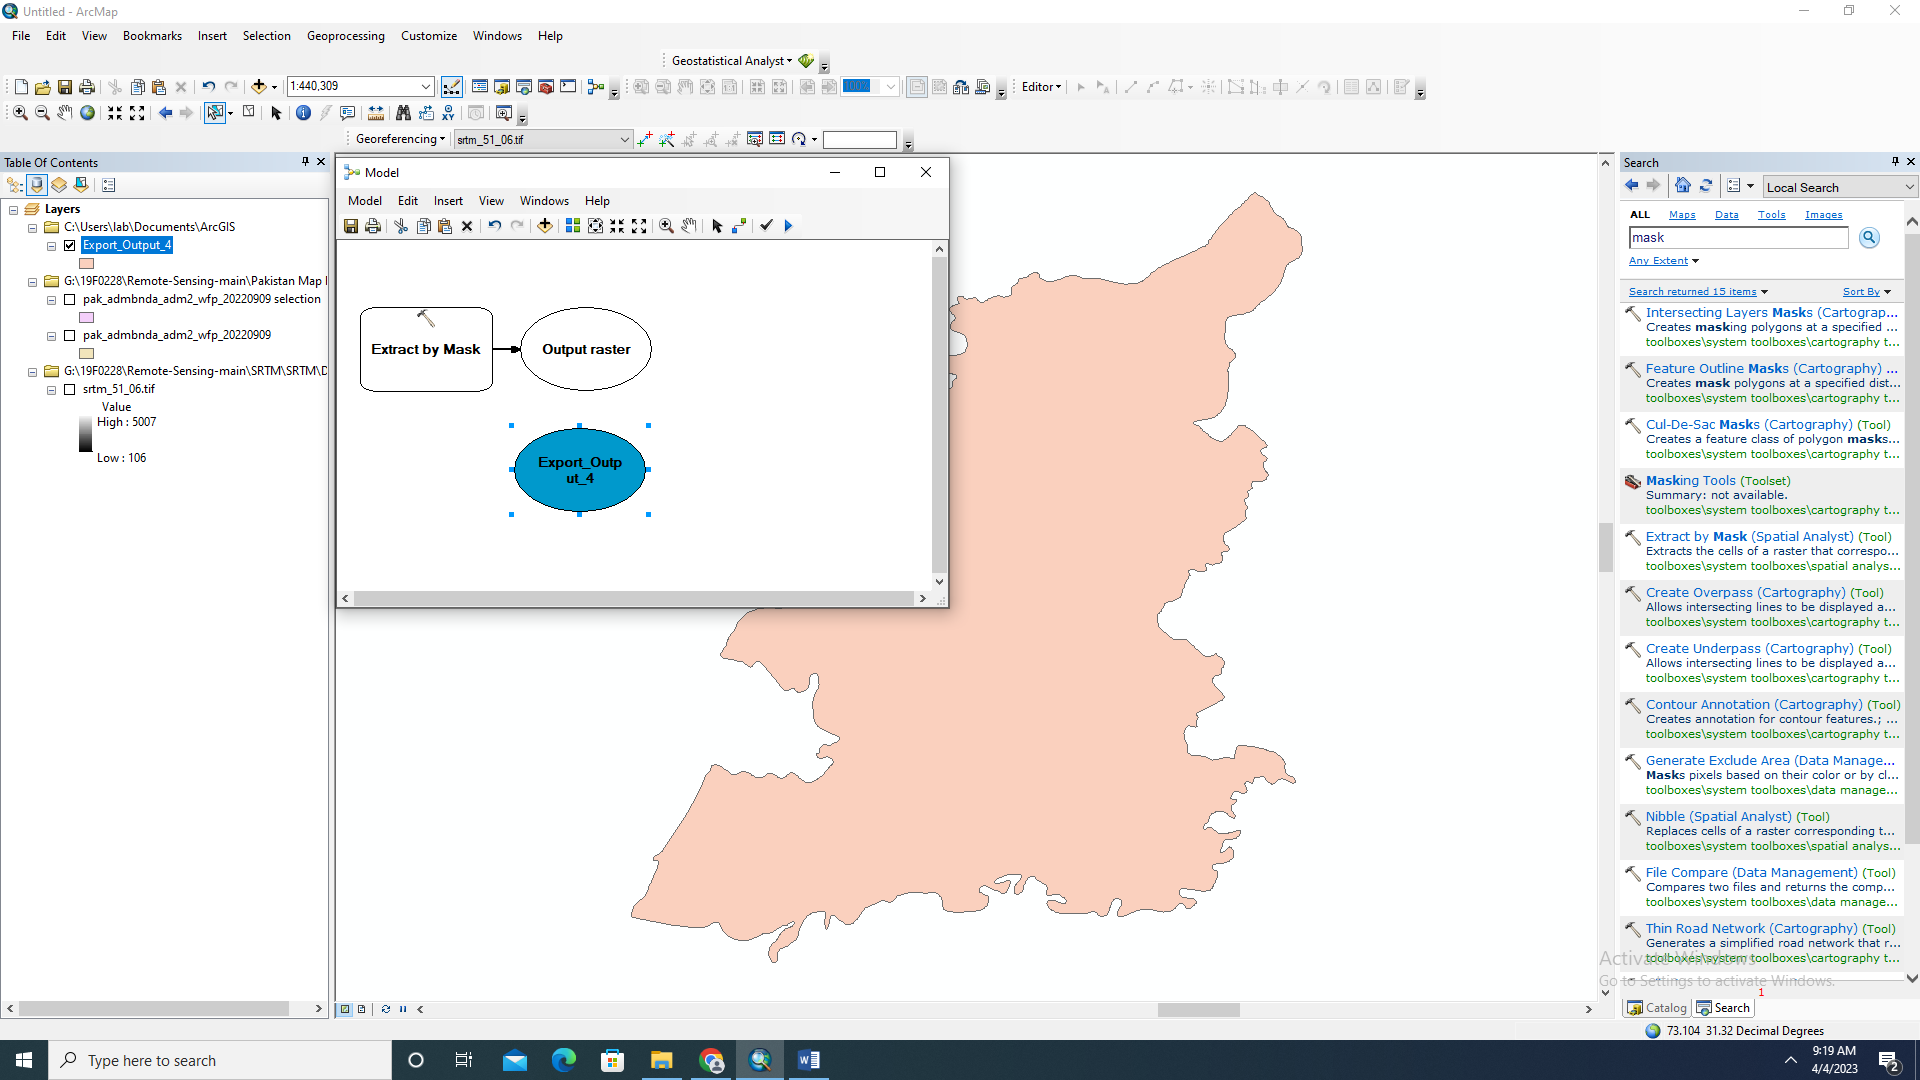 Untitled - ArcMap
File Edit View Bookmarks Insert Selection Geoprocessing Customize Windows Help
Geostatistical Analyst
1:440,309
100%
Editor
Georeferencing
srtm_51_06.tif
Table Of Contents
Layers
C:\Users\lab\Documents\ArcGIS
Export_Output_4
G:\19F0228\Remote-Sensing-main\Pakistan Map
pak_admbnda_adm2_wfp_20220909 selection
pak_admbnda_adm2_wfp_20220909
G:\19F0228\Remote-Sensing-main\SRTM\SRTM\D
srtm_51_06.tif
Value
High : 5007
Low : 106
Model
Model Edit Insert View Windows Help
Extract by Mask
Output raster
Export_Outp
ut_4
Search
Local Search
ALL Maps Data Tools Images
mask
Any Extent
Search returned 15 items
Sort By
Intersecting Layers Masks (Cartograp...
Creates masking polygons at a specified ...
toolboxes\system toolboxes\cartography t...
Feature Outline Masks (Cartography) ...
Creates mask polygons at a specified dist...
toolboxes\system toolboxes\cartography t...
Cul-De-Sac Masks (Cartography) (Tool)
Creates a feature class of polygon masks...
toolboxes\system toolboxes\cartography t...
Masking Tools (Toolset)
Summary: not available.
toolboxes\system toolboxes\cartography t...
Extract by Mask (Spatial Analyst) (Tool)
Extracts the cells of a raster that correspo...
toolboxes\system toolboxes\spatial analys...
Create Overpass (Cartography) (Tool)
Allows intersecting lines to be displayed a...
toolboxes\system toolboxes\cartography t...
Create Underpass (Cartography) (Tool)
Allows intersecting lines to be displayed a...
toolboxes\system toolboxes\cartography t...
Contour Annotation (Cartography) (Tool)
Creates annotation for contour features.; ...
toolboxes\system toolboxes\cartography t...
Generate Exclude Area (Data Manage...
Masks pixels based on their color or by cl...
toolboxes\system toolboxes\data manage...
Nibble (Spatial Analyst) (Tool)
Replaces cells of a raster corresponding t...
toolboxes\system toolboxes\spatial analys...
File Compare (Data Management) (Tool)
Compares two files and returns the comp...
toolboxes\system toolboxes\data manage...
Thin Road Network (Cartography) (Tool)
Generates a simplified road network that r...
toolboxes\system toolboxes\cartography t...
Activate Windows
Go to Settings to activate Windows.
1
Catalog Search
73.104 31.32 Decimal Degrees
Type here to search
9:19 AM
4/4/2023
2